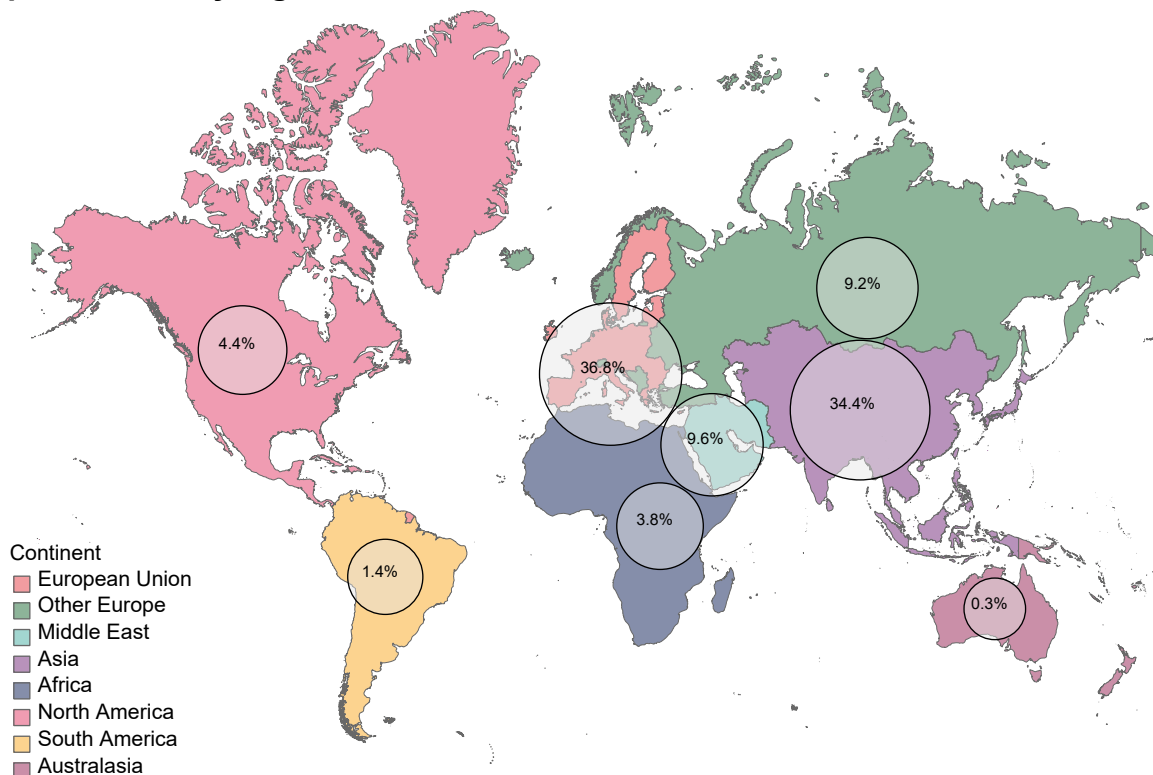 9.2%
4.4%
36.8%
34.4%
9.6%
3.8%
1.4%
0.3%
Continent
European Union
Other Europe
Middle East
Asia
Africa
North America
South America
Australasia